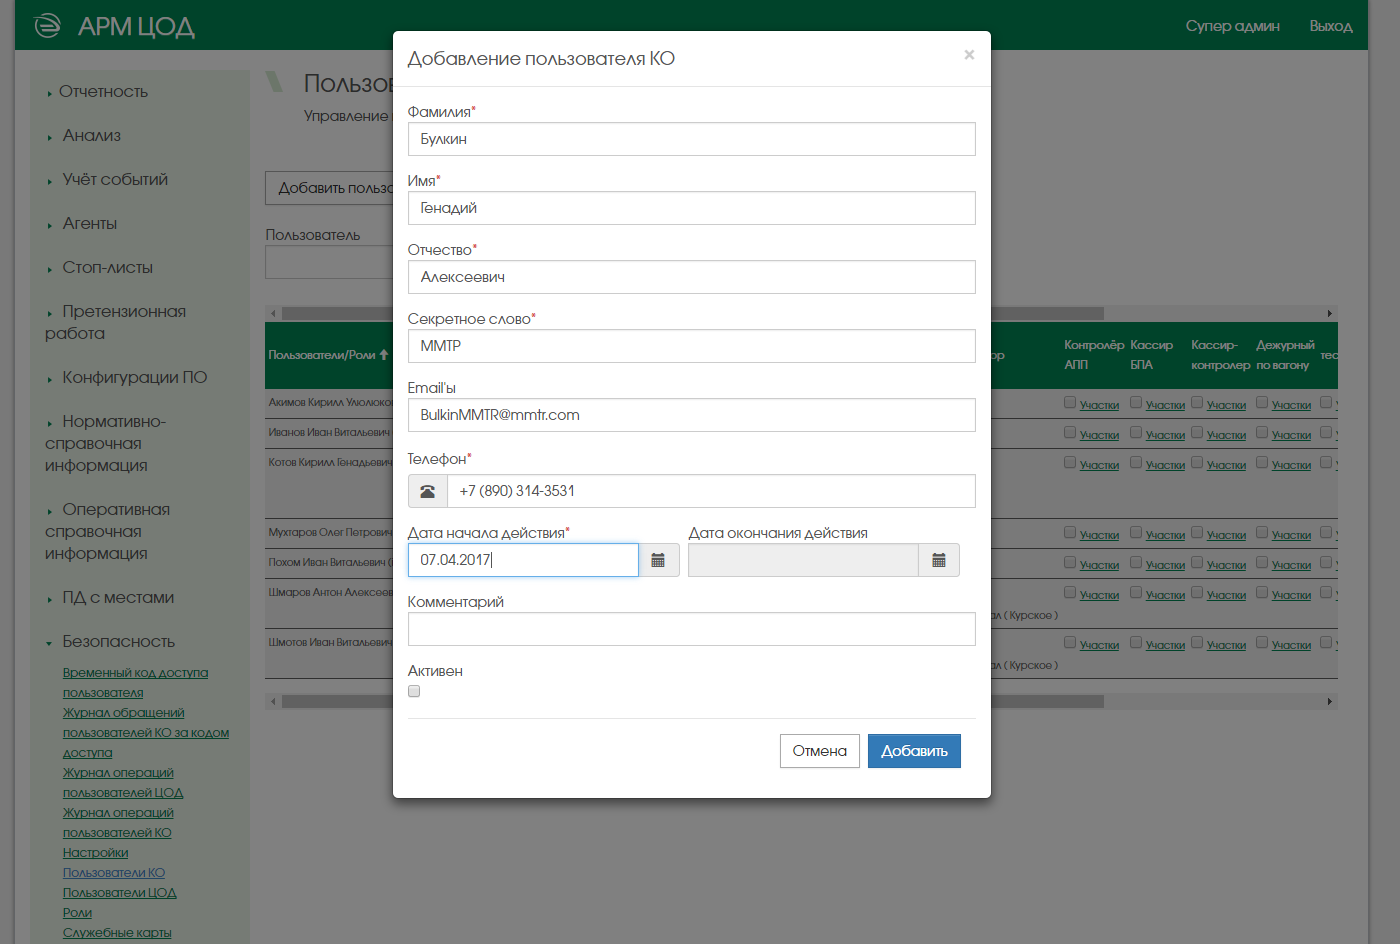 АРМ ЦОД
Супер админ
Выход
Отчетность
Анализ
Учёт событий
Агенты
Стоп-листы
Претензионная
работа
Конфигурации ПО
Нормативно-
справочная
информация
Оперативная
справочная
информация
ПД с местами
Безопасность
Временный код доступа
пользователя
Журнал обращений
пользователей КО за кодом
доступа
Журнал операций
пользователей ЦОД
Журнал операций
пользователей КО
Настройки
Пользователи КО
Пользователи ЦОД
Роли
Служебные карты
Управление
Пользователь
Добавление пользователя КО
×
Фамилия*
Булкин
Имя*
Генадий
Отчество*
Алексеевич
Секретное слово*
ММТР
Email'ы
BulkinMMTR@mmtr.com
Телефон*
+7 (890) 314-3531
Дата начала действия* Дата окончания действия
07.04.2017
Комментарий
Активен
Отмена Добавить
Пользователи/Роли
Контролёр Кассир Кассир- Дежурный
АПП БПА контролер по вагону
Акимов Кирилл Участки Участки Участки Участки
Иванов Иван Витальевич Участки Участки Участки Участки
Котов Кирилл Генадьевич Участки Участки Участки Участки
Мухтаров Олег Петрович Участки Участки Участки Участки
Похом Иван Витальевич Участки Участки Участки Участки
Шмаров Антон Участки Участки Участки Участки
( Курское )
Шмотов Иван Витальевич Участки Участки Участки Участки
( Курское )